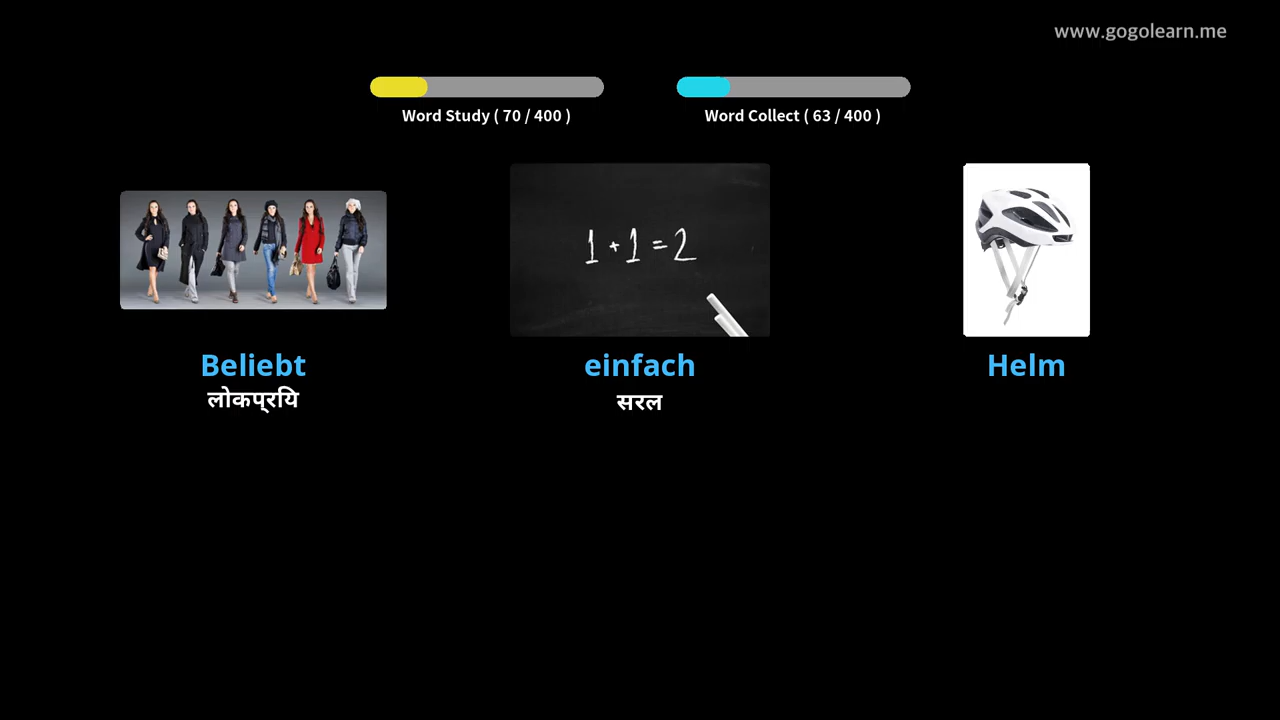 www.gogolearn.me
Word Study ( 70 / 400 )
Word Collect ( 63 / 400 )
1 + 1 = 2
Beliebt
einfach
Helm
लोकप्रिय
सरल